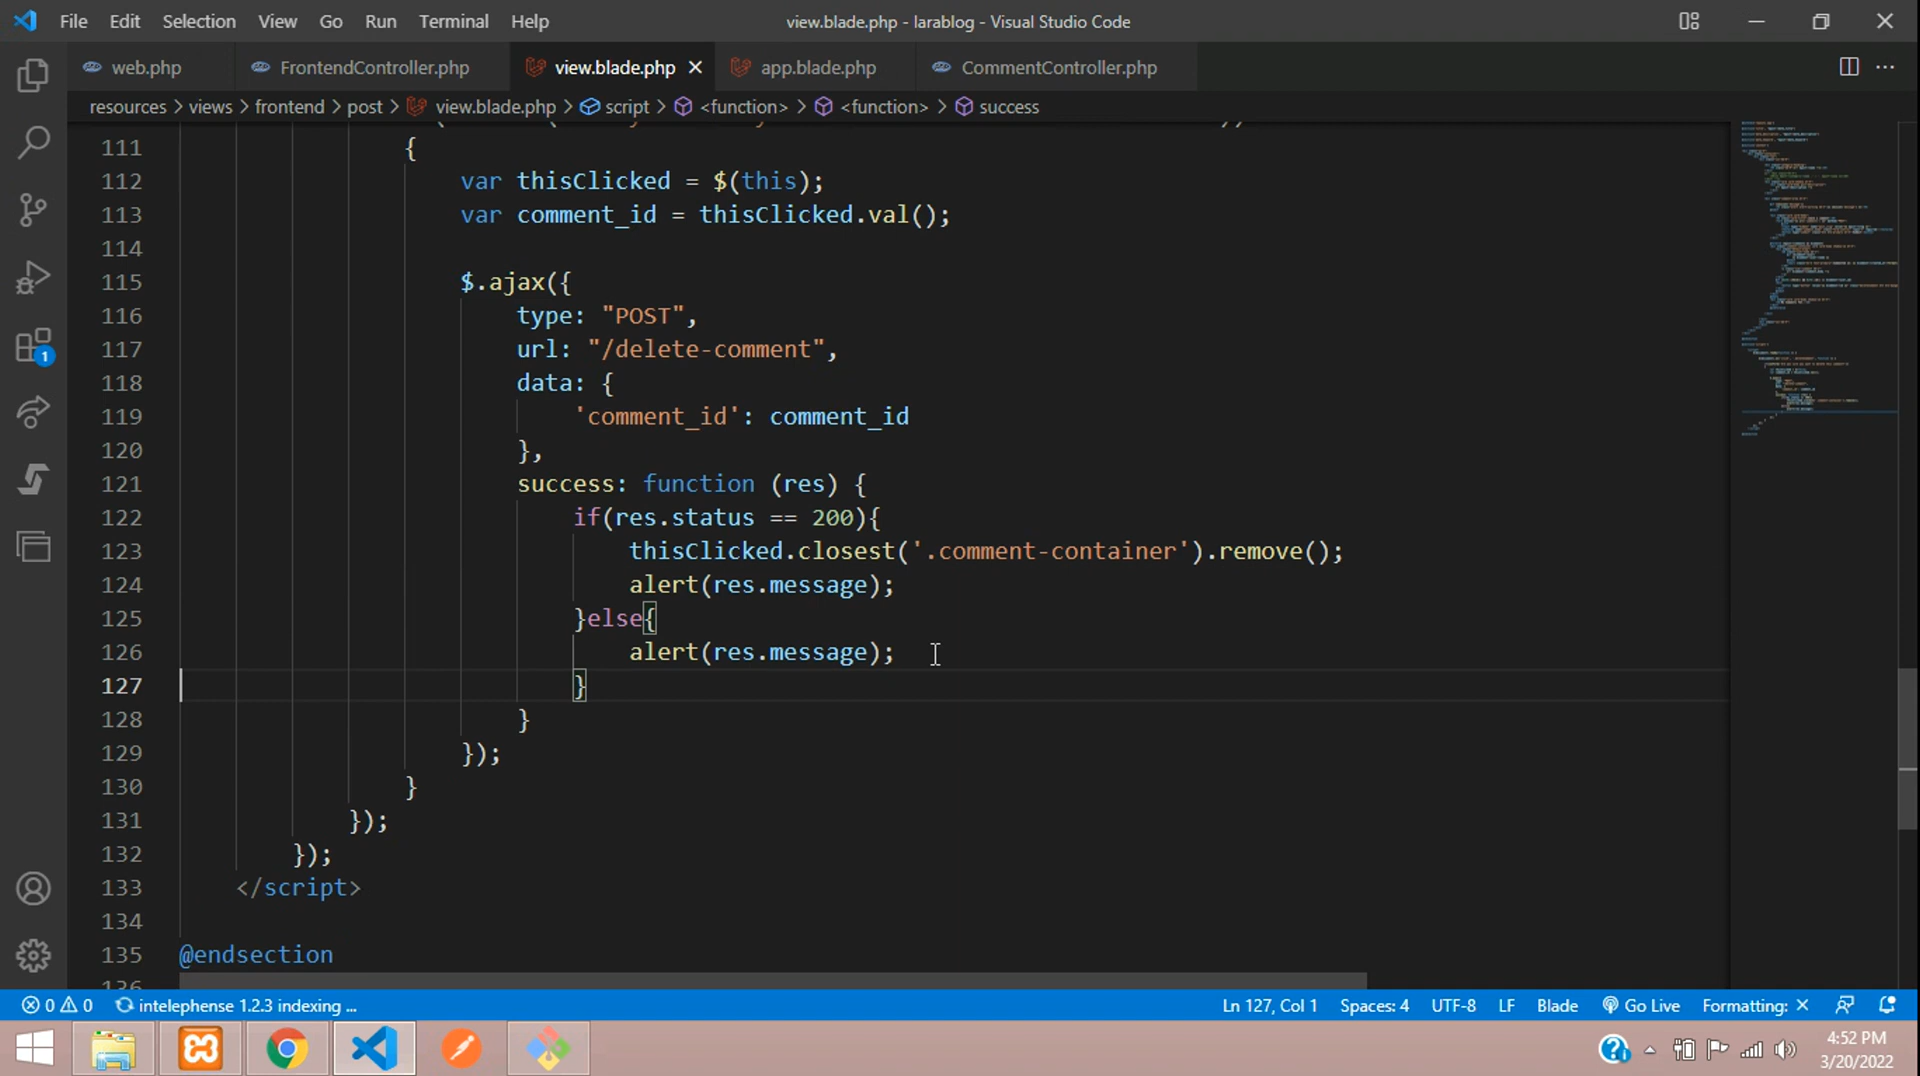 File Edit Selection View Go Run Terminal Help view.blade.php - larablog - Visual Studio Code
web.php FrontendController.php view.blade.php app.blade.php CommentController.php
resources > views > frontend > post > view.blade.php > script > <function> > <function> > success
111 {
112 var thisClicked = $(this);
113 var comment_id = thisClicked.val();
114
115 $.ajax({
116 type: "POST",
117 url: "/delete-comment",
118 data: {
119 'comment_id': comment_id
120 },
121 success: function (res) {
122 if(res.status == 200){
123 thisClicked.closest('.comment-container').remove();
124 alert(res.message);
125 }else{
126 alert(res.message);
127 }
128 }
129 });
130 }
131 });
132 });
133 </script>
134
135 @endsection
136
1
0 0 intelephense 1.2.3 indexing ... Ln 127, Col 1 Spaces: 4 UTF-8 LF Blade Go Live Formatting: ×
4:52 PM
3/20/2022